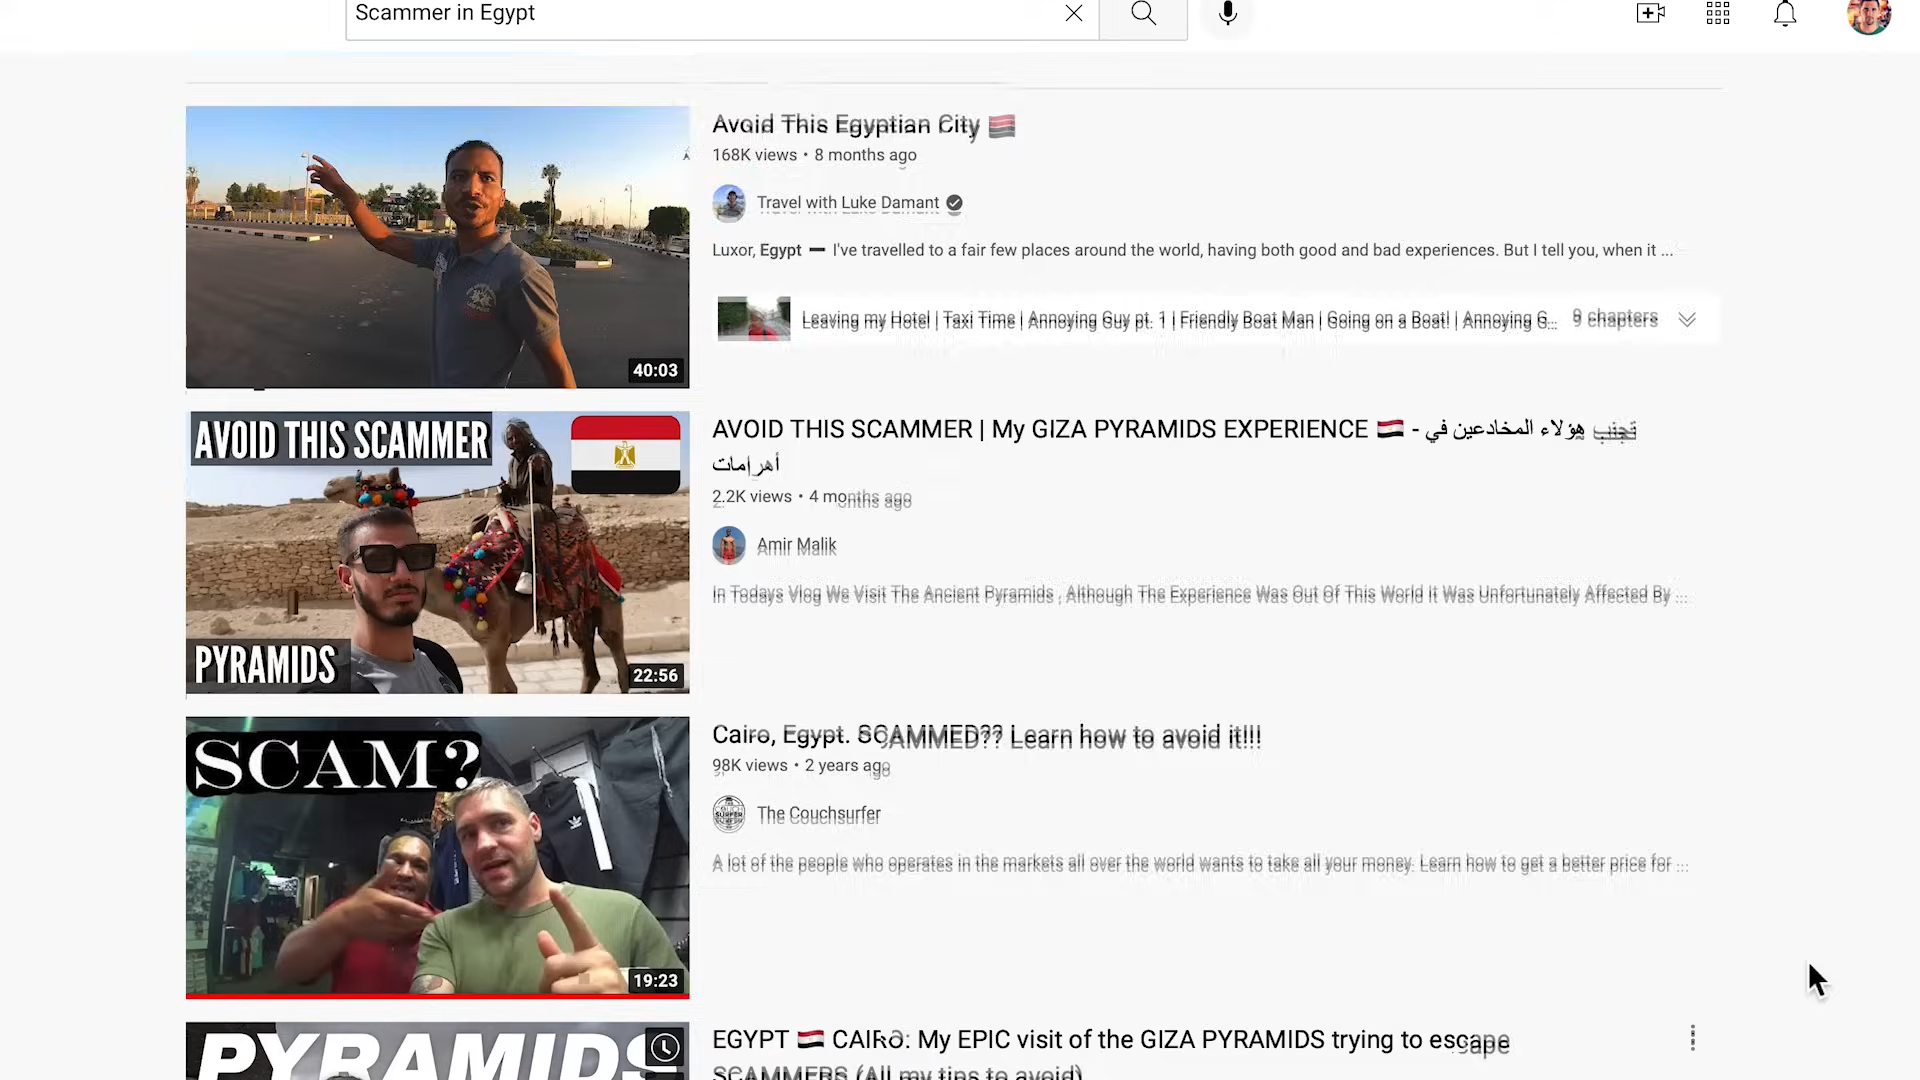 Scammer in Egypt
Avoid This Egyptian City
168K views • 8 months ago
Travel with Luke Damant
Luxor, Egypt — I've travelled to a fair few places around the world, having both good and bad experiences. But I tell you, when it ...
Leaving my Hotel | Taxi Time | Annoying Guy pt. 1 | Friendly Boat Man | Going on a Boat! | Annoying G...
9 chapters
40:03
AVOID THIS SCAMMER
PYRAMIDS
22:56
AVOID THIS SCAMMER | My GIZA PYRAMIDS EXPERIENCE 🇪🇬 - تجنب هؤلاء المخادعين في
أهرامات
2.2K views • 4 months ago
Amir Malik
In Todays Vlog We Visit The Ancient Pyramids , Although The Experience Was Out Of This World It Was Unfortunately Affected By ...
SCAM?
19:23
Cairo, Egypt. SCAMMED?? Learn how to avoid it!!!
98K views • 2 years ago
The Couchsurfer
A lot of the people who operates in the markets all over the world wants to take all your money. Learn how to get a better price for ...
PYRAMIDS
EGYPT 🇪🇬 CAIRO: My EPIC visit of the GIZA PYRAMIDS trying to escape
SCAMMERS (All my tips to avoid)